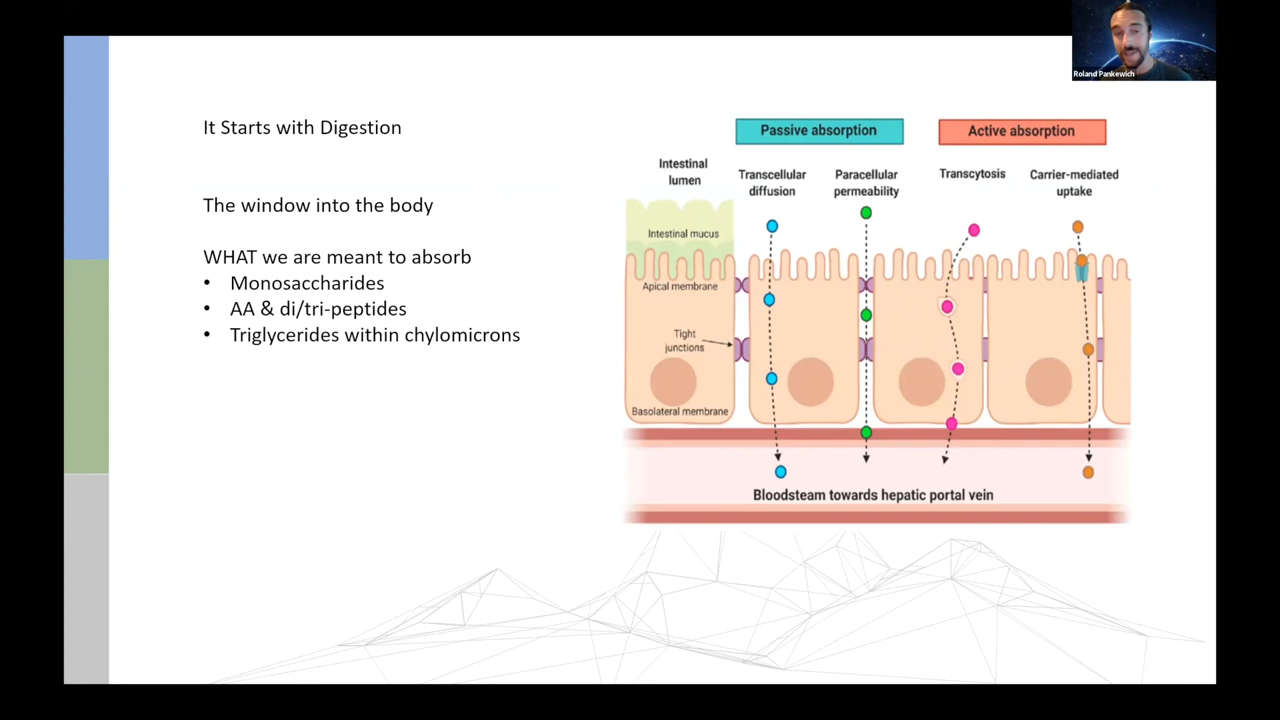 Roland Pankewich
It Starts with Digestion
The window into the body
WHAT we are meant to absorb
• Monosaccharides
• AA & di/tri-peptides
• Triglycerides within chylomicrons
Passive absorption
Active absorption
Intestinal
lumen
Transcellular
diffusion
Paracellular
permeability
Transcytosis
Carrier-mediated
uptake
Intestinal mucus
Apical membrane
Tight
junctions
Basolateral membrane
Bloodsteam towards hepatic portal vein